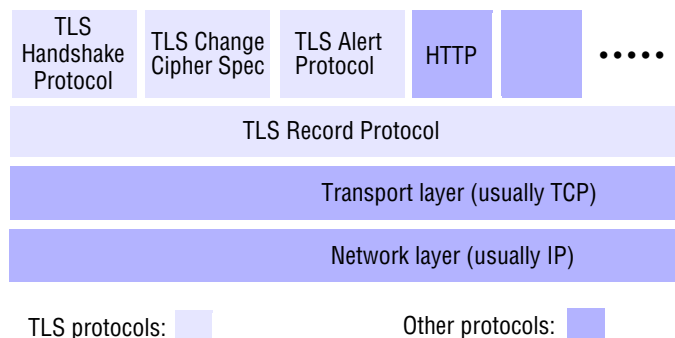 TLS
Handshake
Protocol
TLS Change
Cipher Spec
TLS Alert
Protocol
HTTP
•••••
TLS Record Protocol
Transport layer (usually TCP)
Network layer (usually IP)
TLS protocols:
Other protocols: